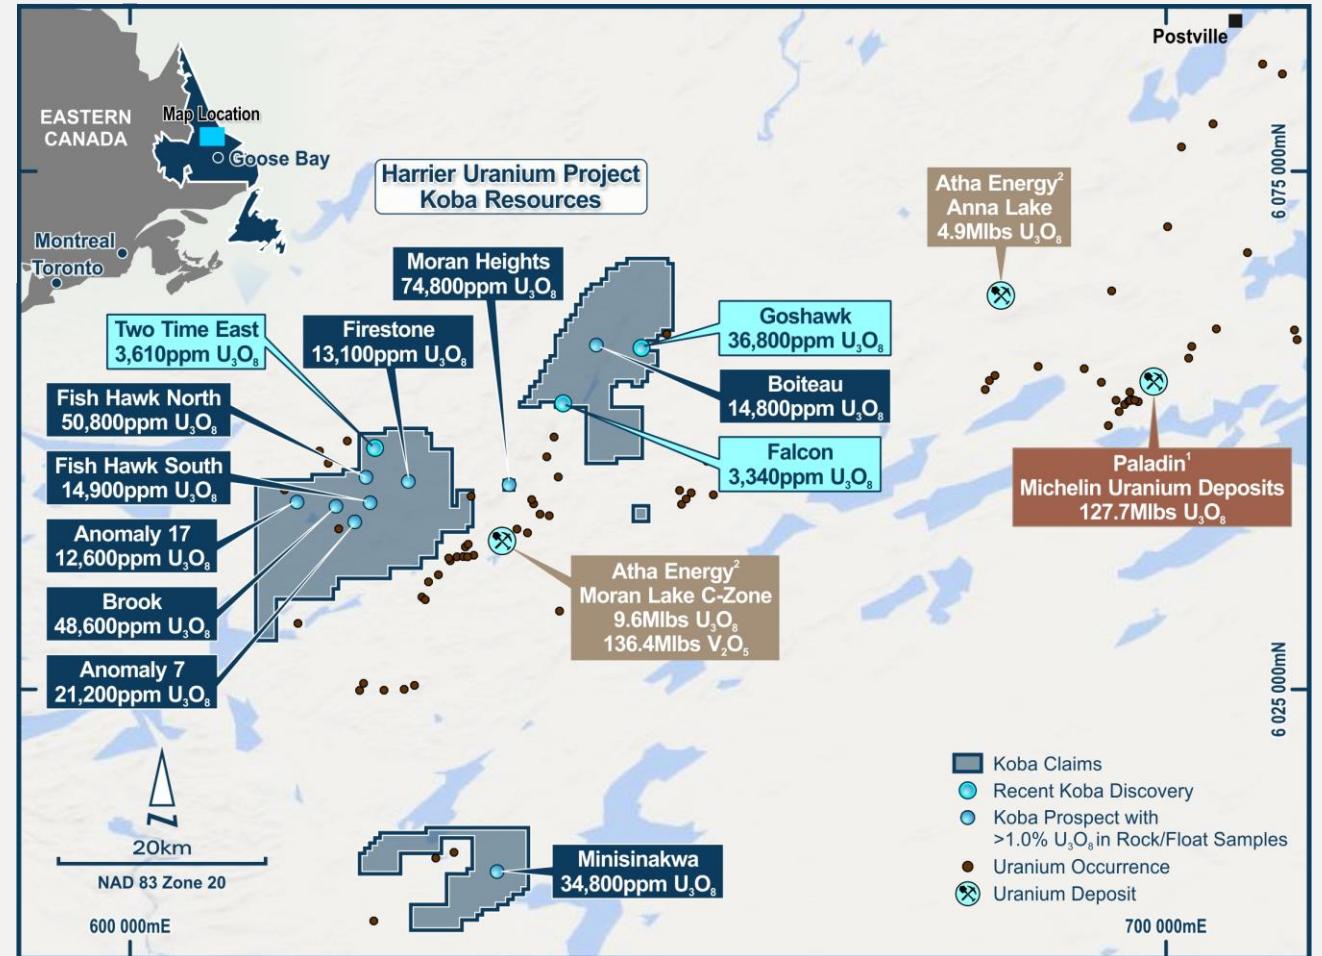 Postville
EASTERN
CANADA
Map Location
Goose Bay
Montreal
Toronto
Harrier Uranium Project
Koba Resources
6 075 000mN
Atha Energy²
Anna Lake
4.9Mlbs U₃O₈
Moran Heights
74,800ppm U₃O₈
Two Time East
3,610ppm U₃O₈
Firestone
13,100ppm U₃O₈
Goshawk
36,800ppm U₃O₈
Boiteau
14,800ppm U₃O₈
Falcon
3,340ppm U₃O₈
Fish Hawk North
50,800ppm U₃O₈
Fish Hawk South
14,900ppm U₃O₈
Anomaly 17
12,600ppm U₃O₈
Brook
48,600ppm U₃O₈
Anomaly 7
21,200ppm U₃O₈
Paladin¹
Michelin Uranium Deposits
127.7Mlbs U₃O₈
Atha Energy²
Moran Lake C-Zone
9.6Mlbs U₃O₈
136.4Mlbs V₂O₅
6 025 000mN
Minisinakwa
34,800ppm U₃O₈
N
20km
NAD 83 Zone 20
600 000mE
700 000mE
Koba Claims
Recent Koba Discovery
Koba Prospect with
>1.0% U₃O₈ in Rock/Float Samples
Uranium Occurrence
Uranium Deposit